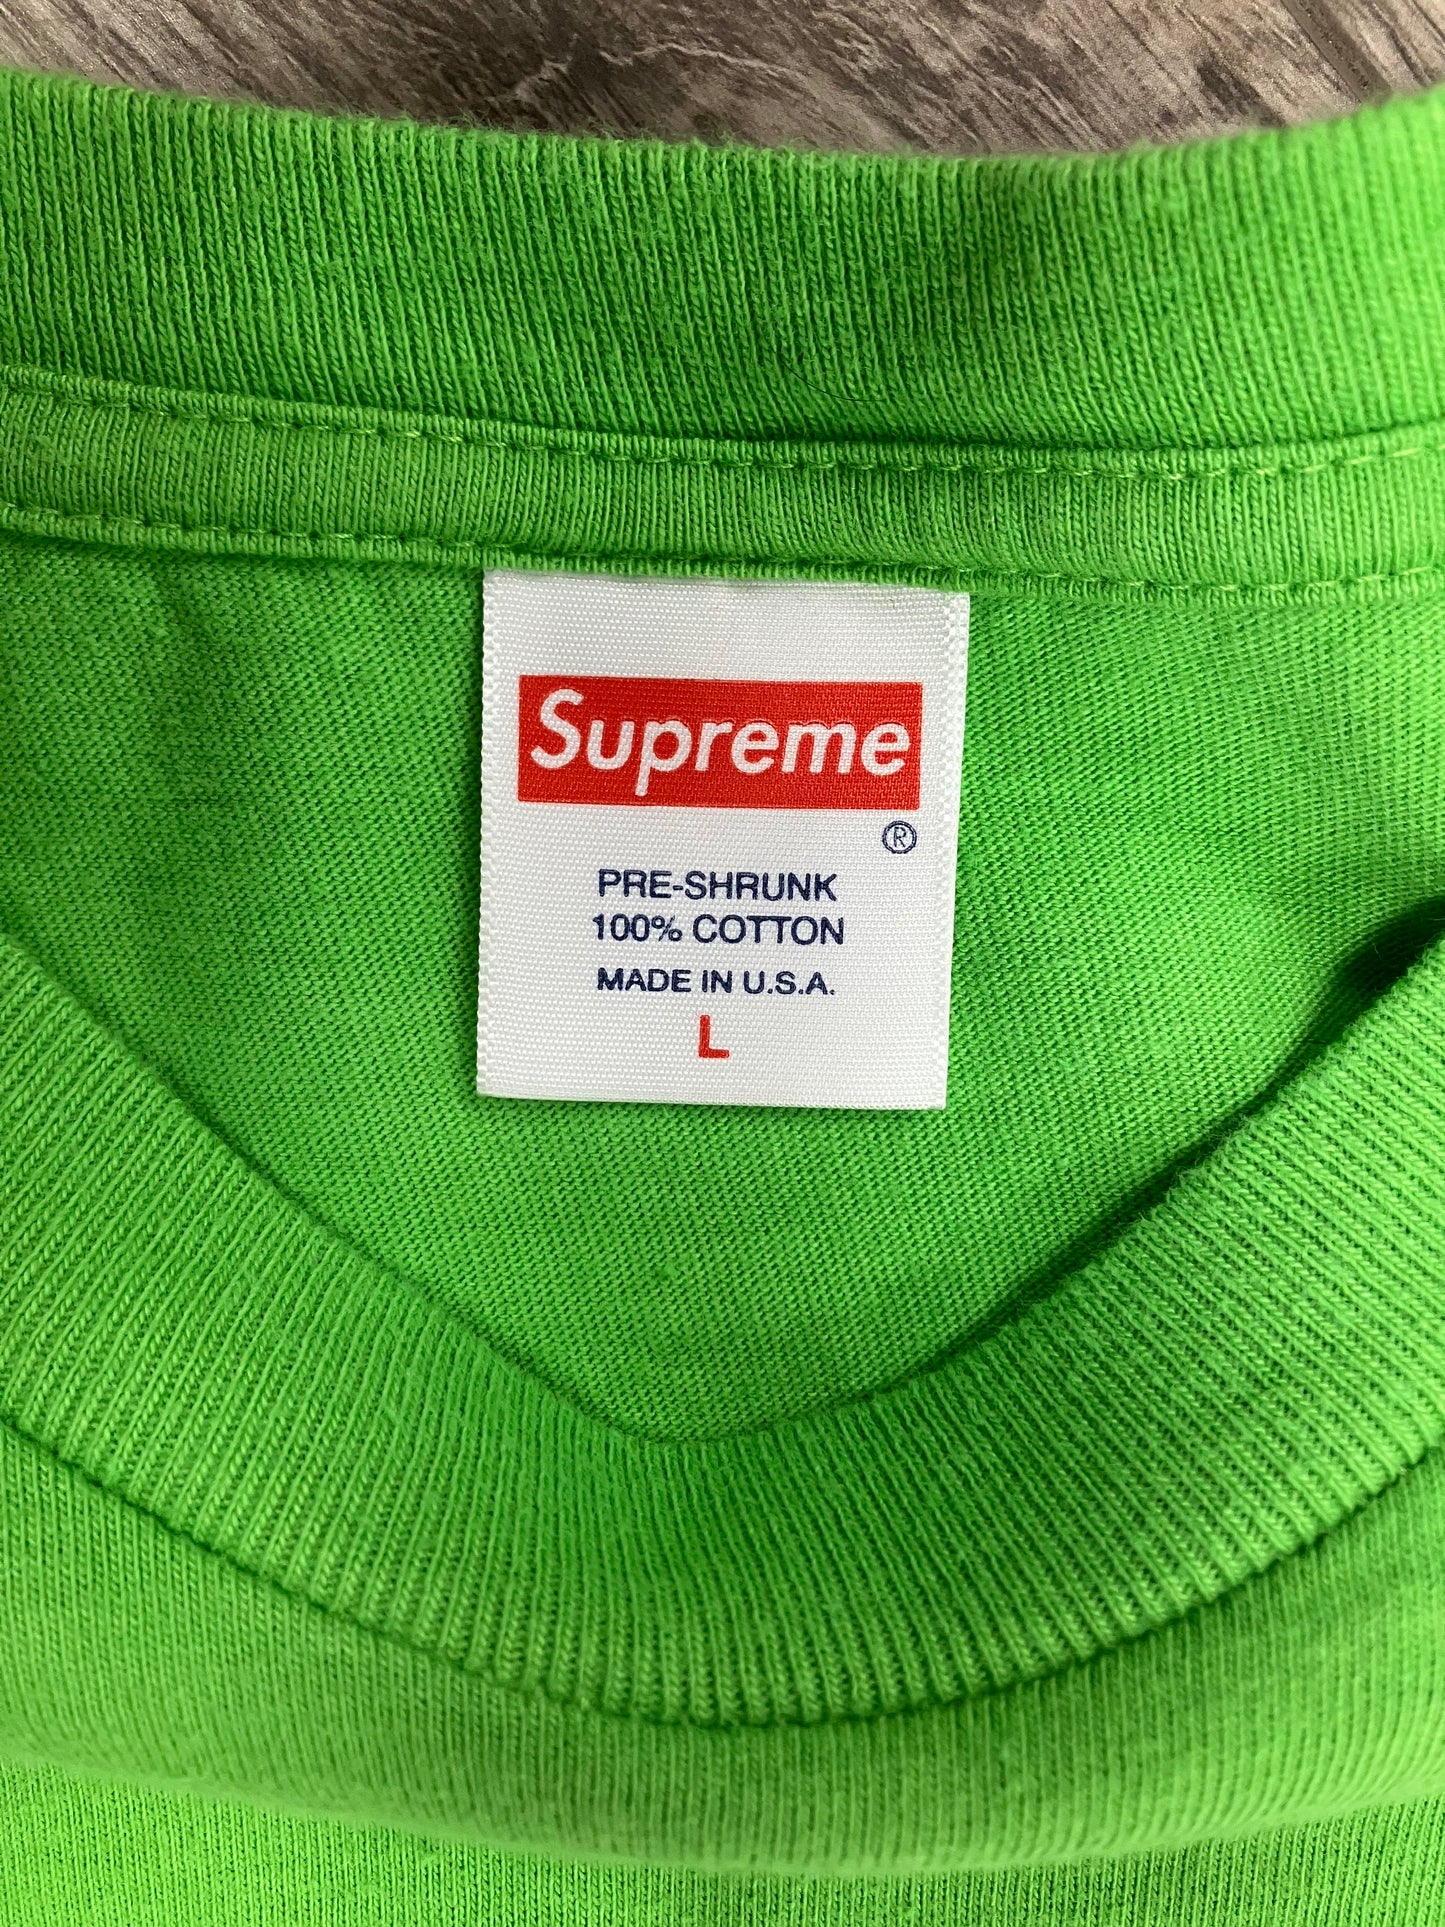 Supreme
®
PRE-SHRUNK
100% COTTON
MADE IN U.S.A.
L